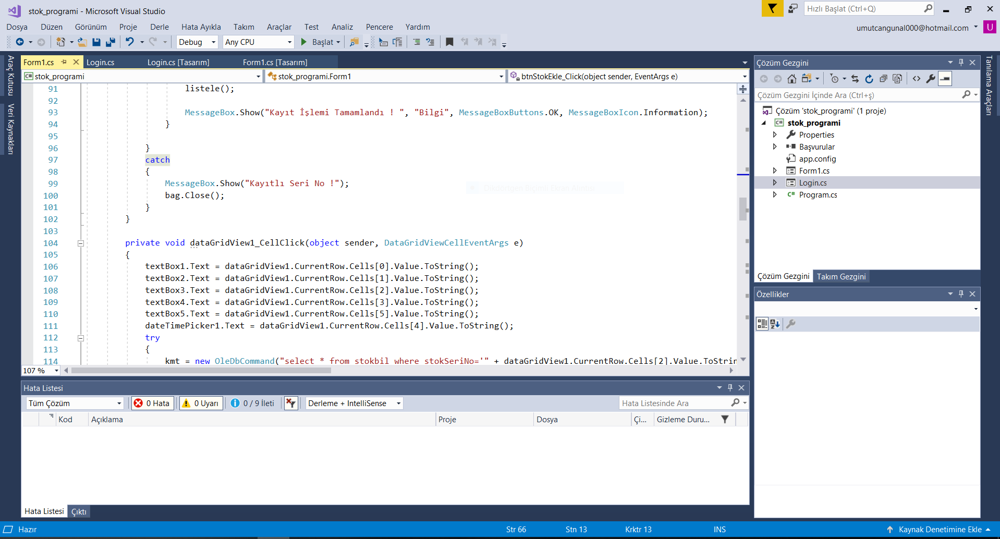 stok_programi - Microsoft Visual Studio
Hızlı Başlat (Ctrl+Q)
Dosya Düzen Görünüm Proje Derle Hata Ayıkla Takım Araçlar Test Analiz Pencere Yardım
umutcangunal000@hotmail.com U
Debug Any CPU Başlat
Araç Kutusu
Veri Kaynakları
Form1.cs Login.cs Login.cs [Tasarım] Form1.cs [Tasarım]
stok_programi stok_programi.Form1 btnStokEkle_Click(object sender, EventArgs e)
91 listele();
92
93 MessageBox.Show("Kayıt İşlemi Tamamlandı ! ", "Bilgi", MessageBoxButtons.OK, MessageBoxIcon.Information);
94 }
95
96 }
97 catch
98 {
99 MessageBox.Show("Kayıtlı Seri No !");
Dikdörtgen Biçimli Ekran Alıntısı
100 bag.Close();
101 }
102 }
103
104 private void dataGridView1_CellClick(object sender, DataGridViewCellEventArgs e)
105 {
106 textBox1.Text = dataGridView1.CurrentRow.Cells[0].Value.ToString();
107 textBox2.Text = dataGridView1.CurrentRow.Cells[1].Value.ToString();
108 textBox3.Text = dataGridView1.CurrentRow.Cells[2].Value.ToString();
109 textBox4.Text = dataGridView1.CurrentRow.Cells[3].Value.ToString();
110 textBox5.Text = dataGridView1.CurrentRow.Cells[5].Value.ToString();
111 dateTimePicker1.Text = dataGridView1.CurrentRow.Cells[4].Value.ToString();
112 try
113 {
114 kmt = new OleDbCommand("select * from stokbil where stokSeriNo='" + dataGridView1.CurrentRow.Cells[2].Value.ToStrin
107 %
Hata Listesi
Tüm Çözüm 0 Hata 0 Uyarı 0 / 9 İleti Derleme + IntelliSense Hata Listesinde Ara
Kod Açıklama Proje Dosya Çi... Gizleme Duru...
Hata Listesi Çıktı
Çözüm Gezgini
Çözüm Gezgini İçinde Ara (Ctrl+ş)
Çözüm 'stok_programi' (1 proje)
C# stok_programi
Properties
Başvurular
app.config
Form1.cs
Login.cs
C# Program.cs
Çözüm Gezgini Takım Gezgini
Özellikler
Tanılama Araçları
Hazır Str 66 Stn 13 Krktr 13 INS Kaynak Denetimine Ekle